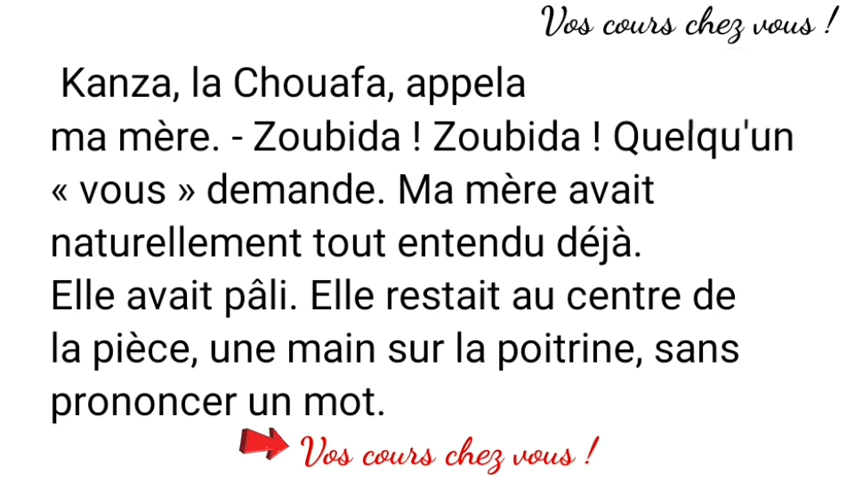 Vos cours chez vous !
Kanza, la Chouafa, appela
ma mère. - Zoubida ! Zoubida ! Quelqu'un
« vous » demande. Ma mère avait
naturellement tout entendu déjà.
Elle avait pâli. Elle restait au centre de
la pièce, une main sur la poitrine, sans
prononcer un mot.
Vos cours chez vous !